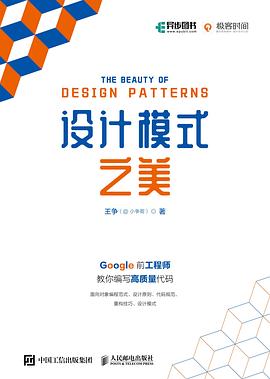 异步图书
www.epubit.com
极客时间
THE BEAUTY OF
DESIGN PATTERNS
设计模式
之美
王争（@小争哥）◎ 著
Google 前工程师
教你编写高质量代码
面向对象编程范式、设计原则、代码规范、
重构技巧、设计模式
中国工信出版集团
人民邮电出版社
POSTS & TELECOM PRESS